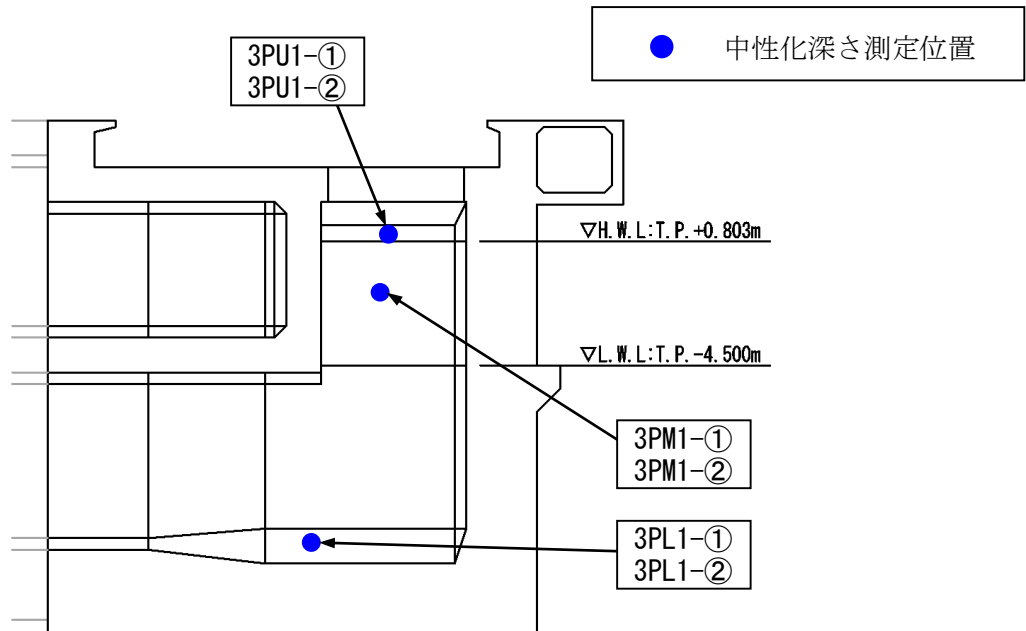 中性化深さ測定位置
3PU1-①
3PU1-②
▽H.W.L:T.P.+0.803m
▽L.W.L:T.P.-4.500m
3PM1-①
3PM1-②
3PL1-①
3PL1-②